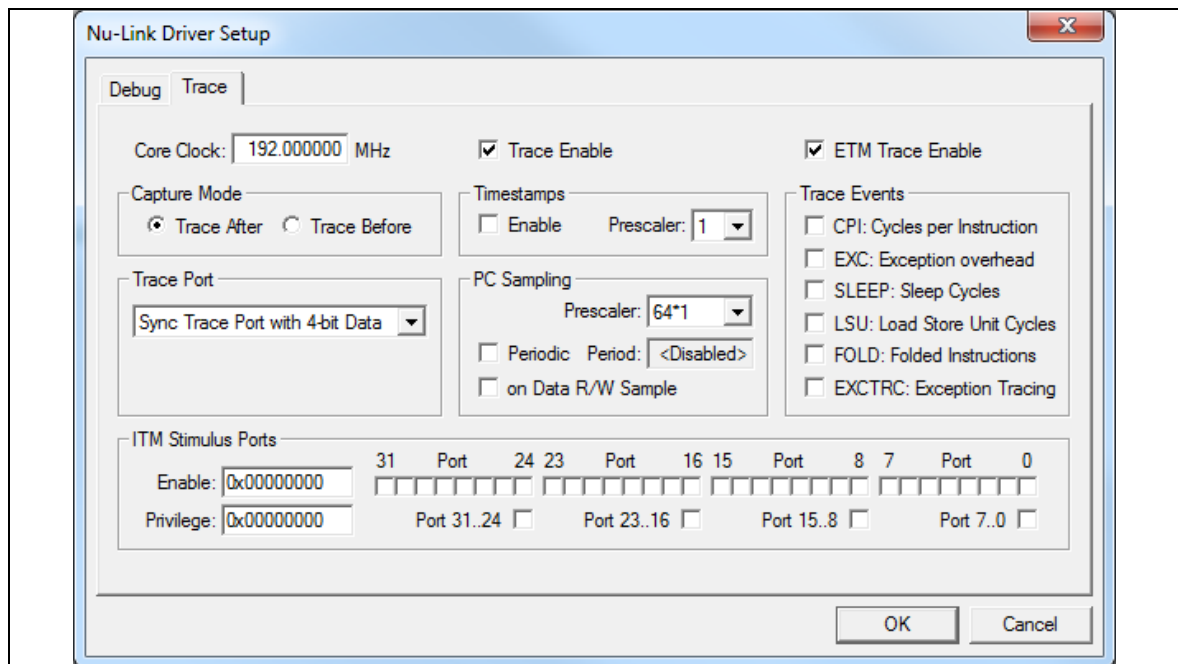 Nu-Link Driver Setup
Debug Trace
Core Clock: 192.000000 MHz Trace Enable ETM Trace Enable
Capture Mode Timestamps Trace Events
Trace After Trace Before Enable Prescaler: 1 CPI: Cycles per Instruction
EXC: Exception overhead
Trace Port PC Sampling SLEEP: Sleep Cycles
Sync Trace Port with 4-bit Data Prescaler: 64*1 LSU: Load Store Unit Cycles
Periodic Period: <Disabled> FOLD: Folded Instructions
on Data R/W Sample EXCTRC: Exception Tracing
ITM Stimulus Ports
31 Port 24 23 Port 16 15 Port 8 7 Port 0
Enable: 0x00000000
Privilege: 0x00000000 Port 31..24 Port 23..16 Port 15..8 Port 7..0
OK Cancel